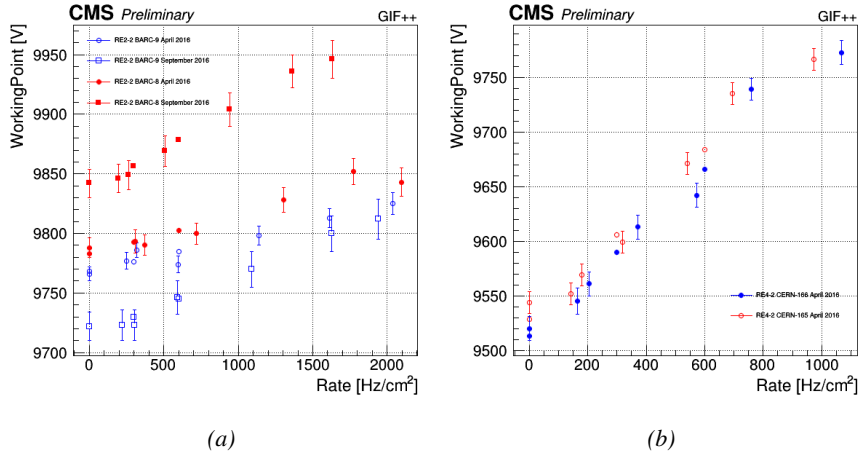 CMS Preliminary GIF++
WorkingPoint [V]
9950
9900
9850
9800
9750
9700
RE2-2 BARC-9 April 2016
RE2-2 BARC-9 September 2016
RE2-2 BARC-8 April 2016
RE2-2 BARC-8 September 2016
0 500 1000 1500 2000
Rate [Hz/cm²]
(a)
CMS Preliminary GIF++
WorkingPoint [V]
9750
9700
9650
9600
9550
9500
RE4-2 CERN-166 April 2016
RE4-2 CERN-165 April 2016
0 200 400 600 800 1000
Rate [Hz/cm²]
(b)